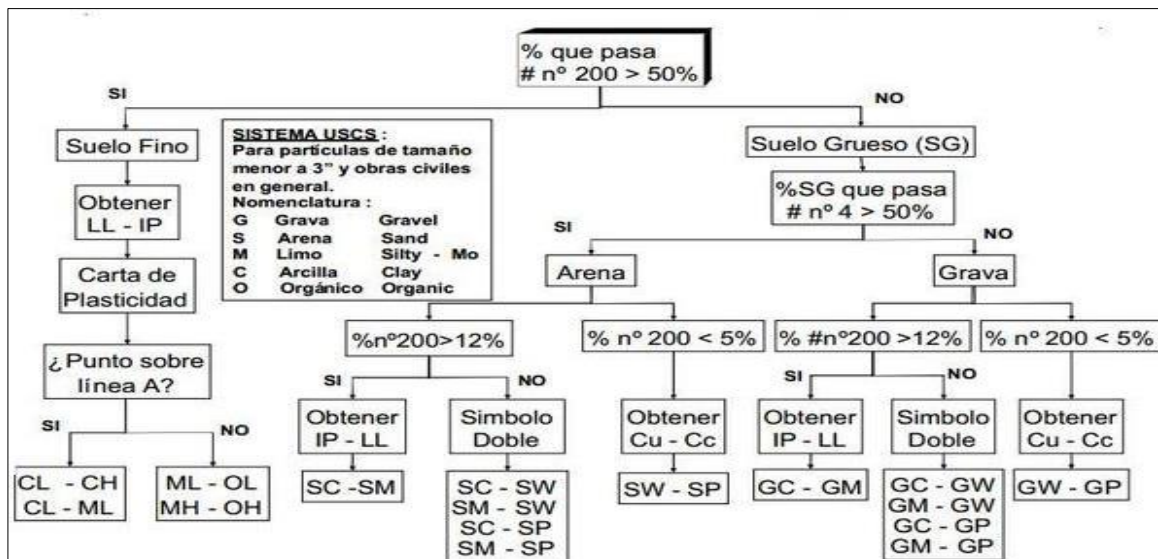 % que pasa
# nº 200 > 50%
SI
NO
Suelo Fino
SISTEMA USCS :
Para partículas de tamaño
menor a 3” y obras civiles
en general.
Nomenclatura :
G Grava Gravel
S Arena Sand
M Limo Silty - Mo
C Arcilla Clay
O Orgánico Organic
Suelo Grueso (SG)
Obtener
LL - IP
%SG que pasa
# nº 4 > 50%
SI
NO
Carta de
Plasticidad
Arena
Grava
¿Punto sobre
línea A?
%nº200>12%
% nº 200 < 5%
% #nº200 >12%
% nº 200 < 5%
SI
NO
SI
NO
SI
NO
Obtener
IP - LL
Simbolo
Doble
Obtener
Cu - Cc
Obtener
IP - LL
Simbolo
Doble
Obtener
Cu - Cc
CL - CH
CL - ML
ML - OL
MH - OH
SC -SM
SC - SW
SM - SW
SC - SP
SM - SP
SW - SP
GC - GM
GC - GW
GM - GW
GC - GP
GM - GP
GW - GP